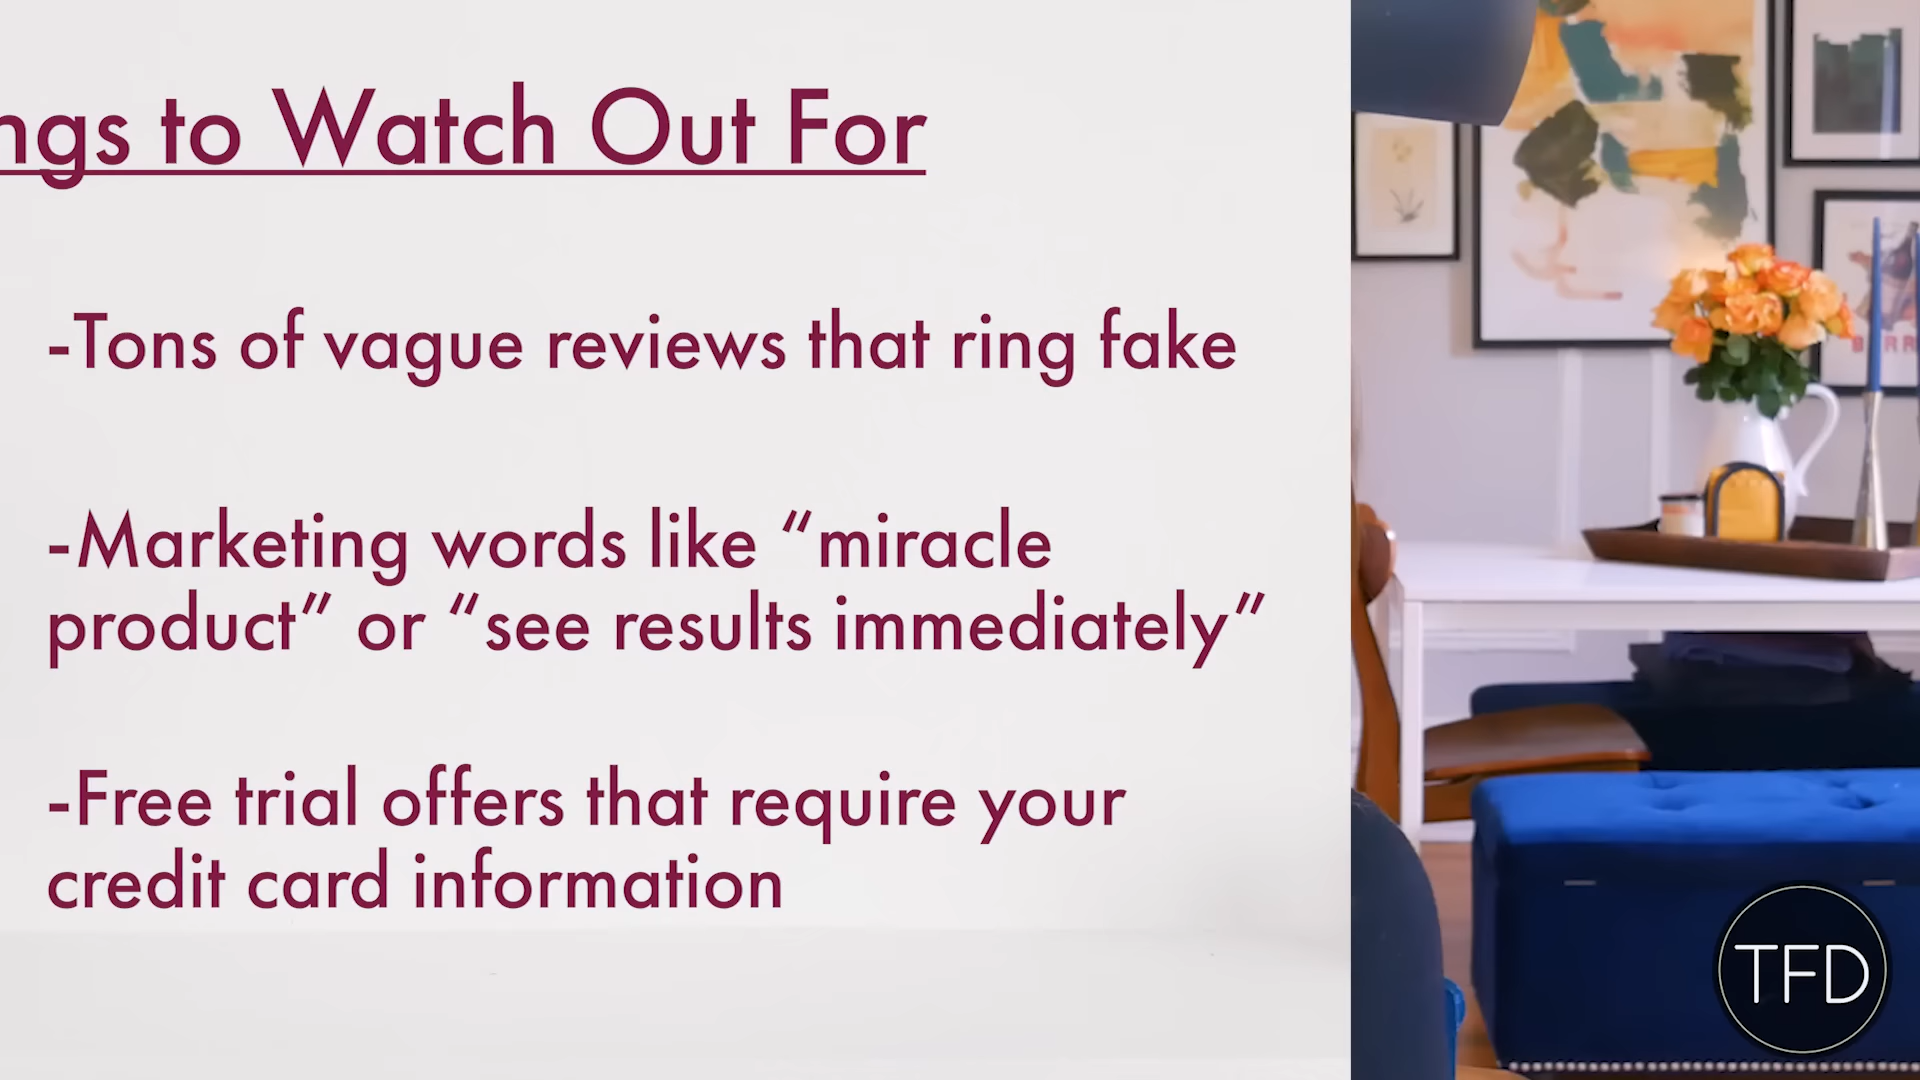 ngs to Watch Out For
-Tons of vague reviews that ring fake
-Marketing words like “miracle
product” or “see results immediately”
-Free trial offers that require your
credit card information
TFD